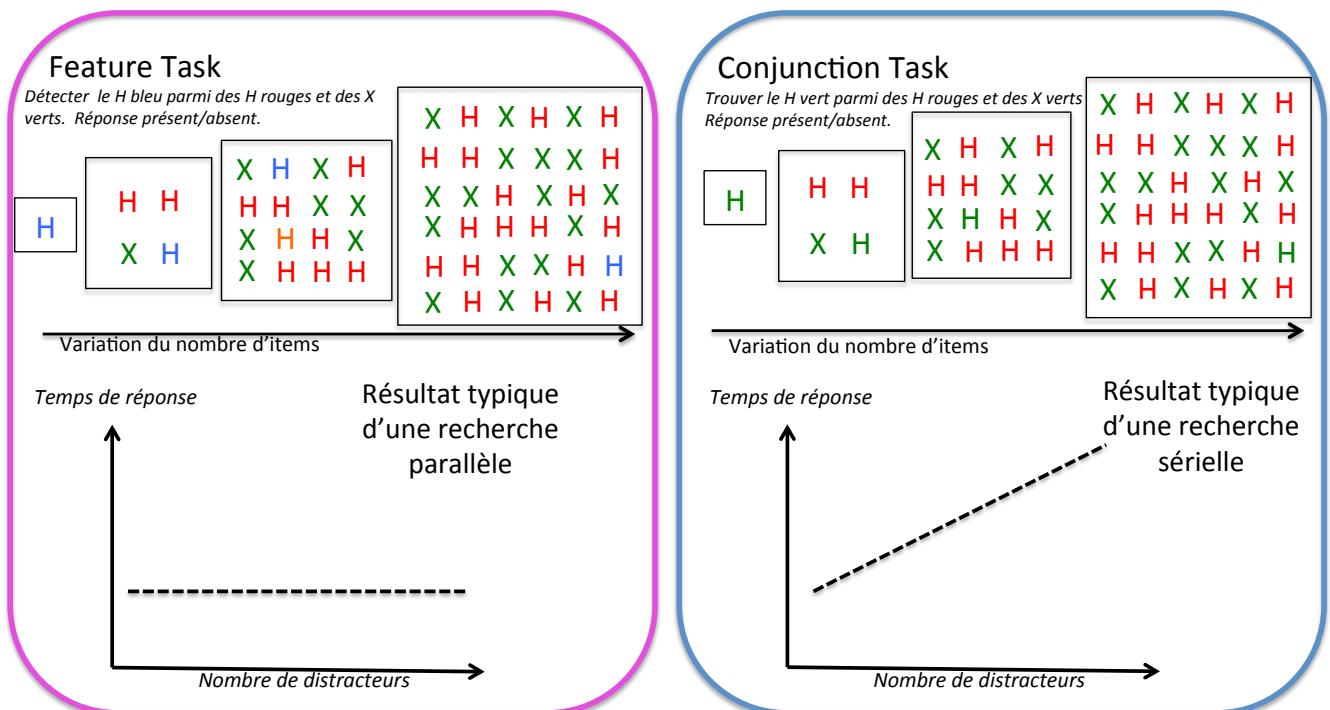 Feature Task
Détecter le H bleu parmi des H rouges et des X
verts. Réponse présent/absent.
H
H H
X H
X H X H
H H X X
X H H X
X H H H
X H X H X H
H H X X X H
X X H X H X
X H H H X H
H H X X H H
X H X H X H
Variation du nombre d'items
Temps de réponse
Résultat typique
d'une recherche
parallèle
Nombre de distracteurs
Conjunction Task
Trouver le H vert parmi des H rouges et des X verts
Réponse présent/absent.
H
H H
X H
X H X H
H H X X
X H H X
X H H H
X H X H X H
H H X X X H
X X H X H X
X H H H X H
H H X X H H
X H X H X H
Variation du nombre d'items
Temps de réponse
Résultat typique
d'une recherche
sérielle
Nombre de distracteurs